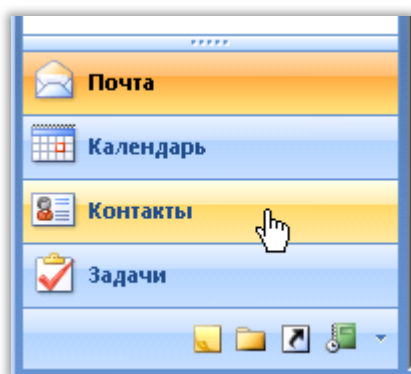 Почта
Календарь
Контакты
Задачи